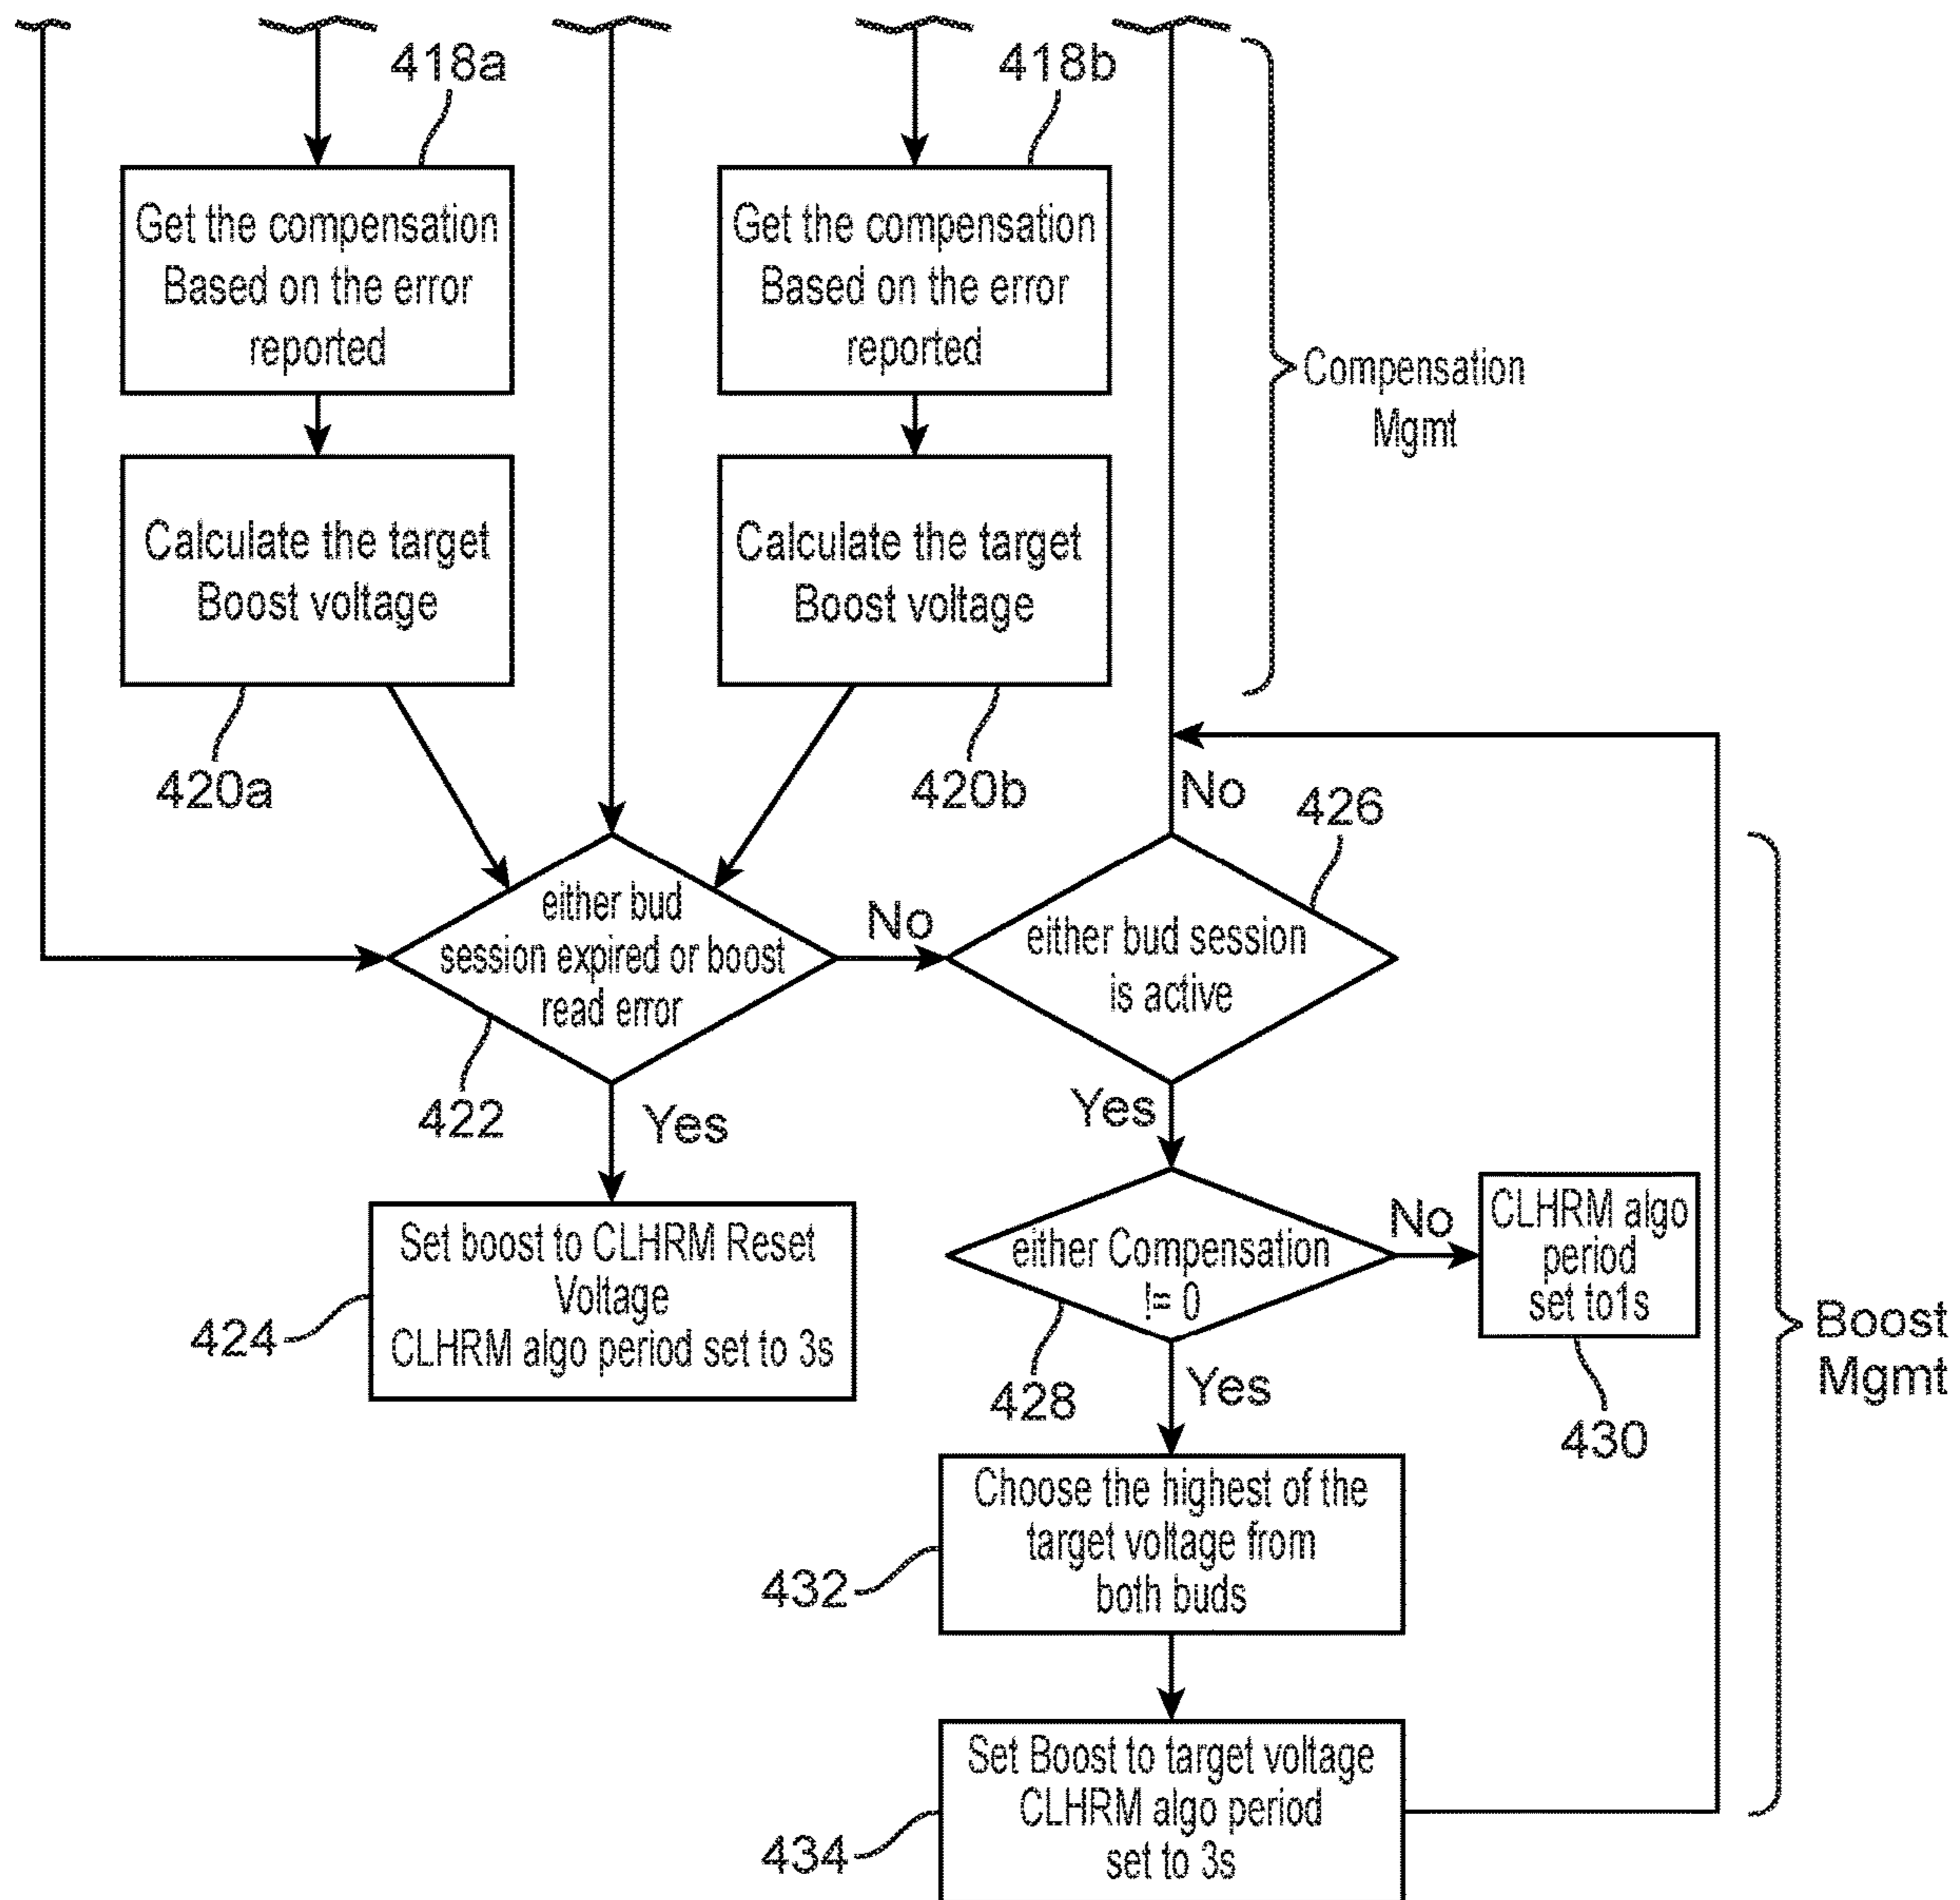 418a
418b
Get the compensation
Based on the error
reported
Get the compensation
Based on the error
reported
Compensation
Mgmt
Calculate the target
Boost voltage
Calculate the target
Boost voltage
420a
420b
No
426
either bud
session expired or boost
read error
No
either bud session
is active
422
Yes
Yes
Set boost to CLHRM Reset
Voltage
CLHRM algo period set to 3s
424
either Compensation
!= 0
No
CLHRM algo
period
set to1s
Boost
Mgmt
428
Yes
430
Choose the highest of the
target voltage from
both buds
432
Set Boost to target voltage
CLHRM algo period
set to 3s
434